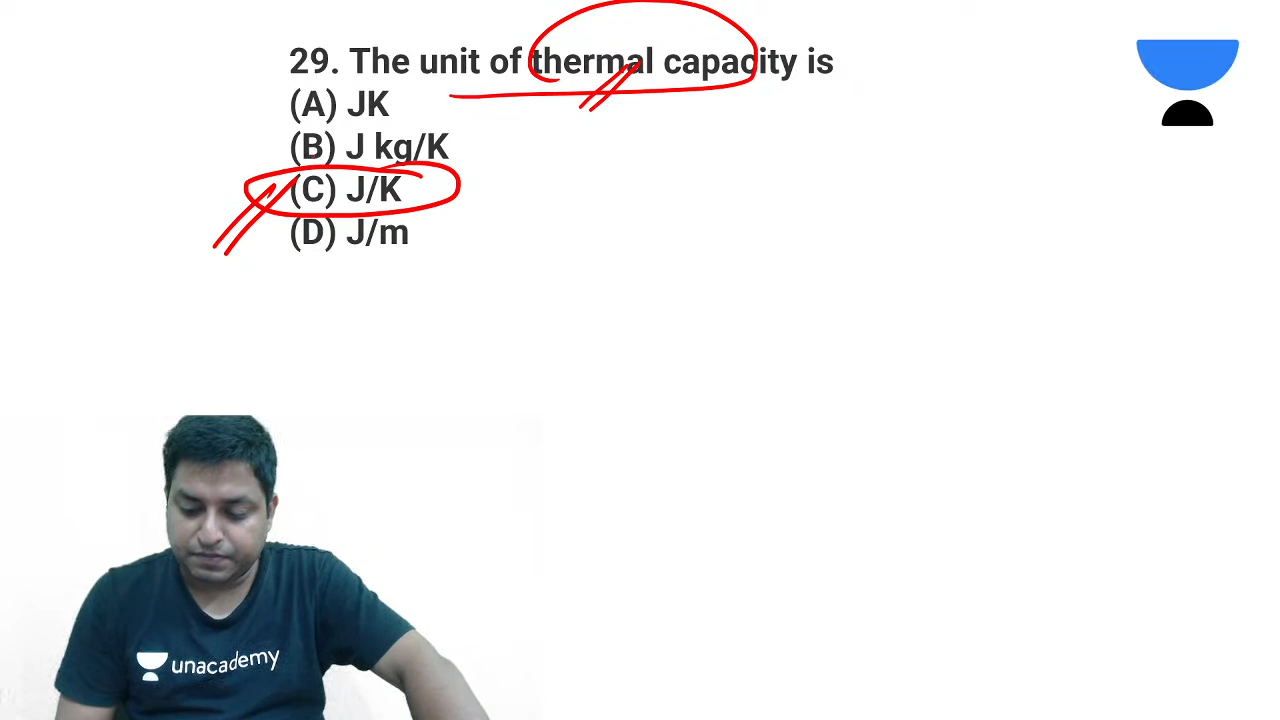 29. The unit of thermal capacity is
(A) JK
(B) J kg/K
(C) J/K
(D) J/m
unacademy